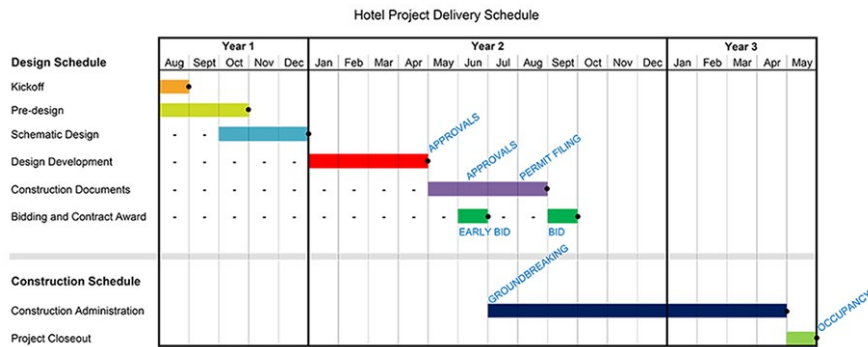 Hotel Project Delivery Schedule
Year 1 Year 2 Year 3
Design Schedule Aug Sept Oct Nov Dec Jan Feb Mar Apr May Jun Jul Aug Sept Oct Nov Dec Jan Feb Mar Apr May
Kickoff
Pre-design
Schematic Design - -
APPROVALS
Design Development - - - - -
APPROVALS PERMIT FILING
Construction Documents - - - - - - - - -
Bidding and Contract Award - - - - - - - - - - - -
EARLY BID BID
Construction Schedule
GROUNDBREAKING
Construction Administration
OCCUPANCY
Project Closeout